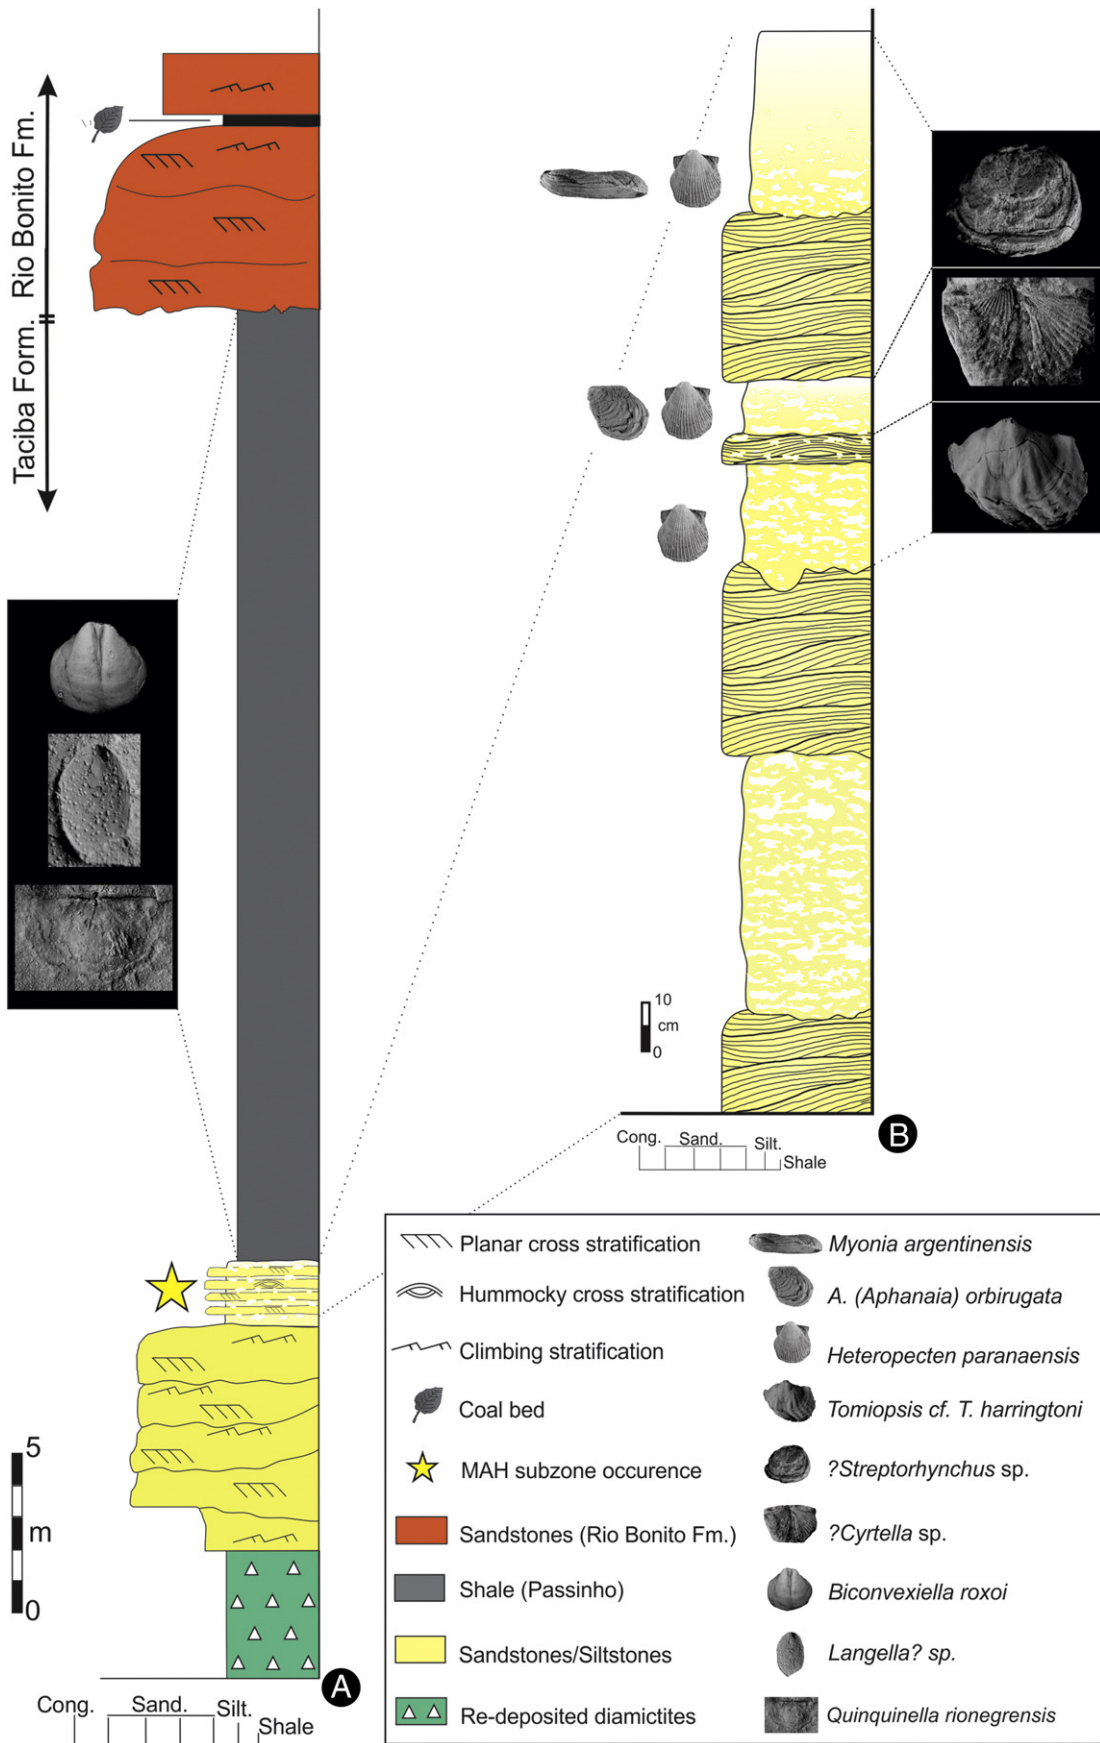 Rio Bonito Fm.
Taciba Form.
5
m
0
Cong.
Sand.
Silt.
Shale
A
10
cm
0
Cong.
Sand.
Silt.
Shale
B
Planar cross stratification
Hummocky cross stratification
Climbing stratification
Coal bed
MAH subzone occurence
Sandstones (Rio Bonito Fm.)
Shale (Passinho)
Sandstones/Siltstones
Re-deposited diamictites
Myonia argentinensis
A. (Aphanaia) orbirugata
Heteropecten paranaensis
Tomiopsis cf. T. harringtoni
?Streptorhynchus sp.
?Cyrtella sp.
Biconvexiella roxoi
Langella? sp.
Quinquinella rionegrensis